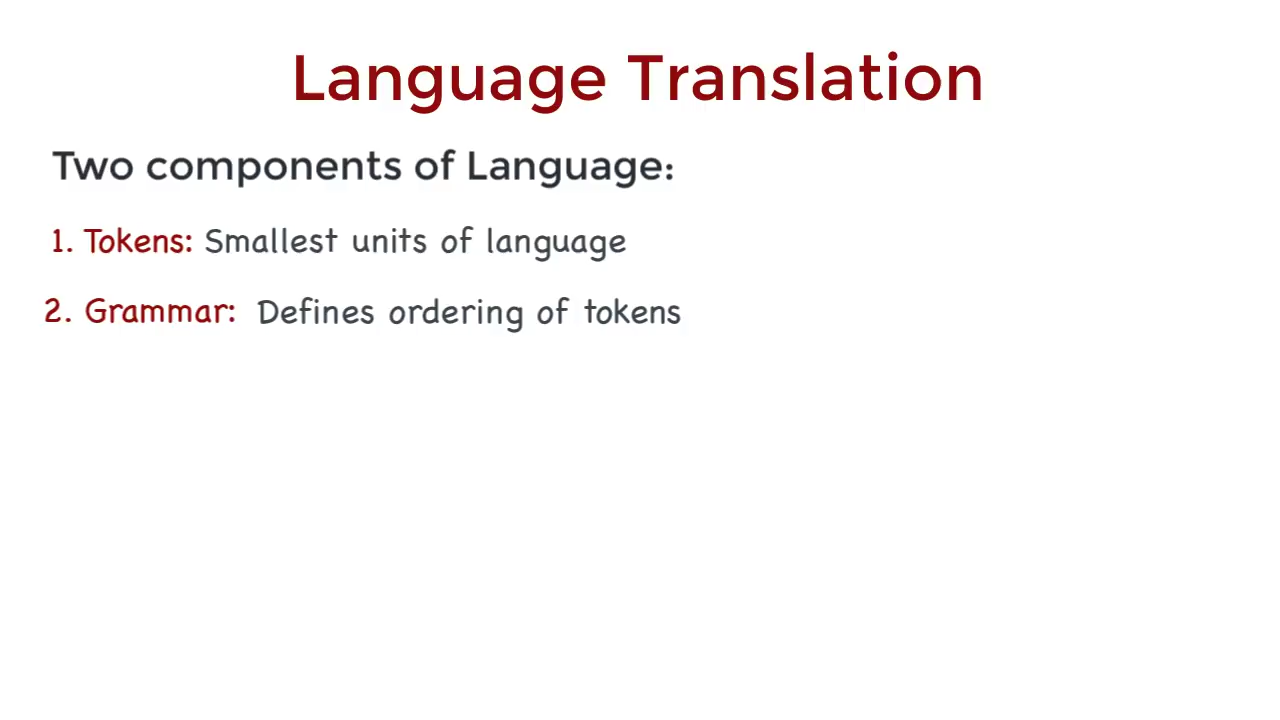 Language Translation
Two components of Language:
1. Tokens: Smallest units of language
2. Grammar: Defines ordering of tokens